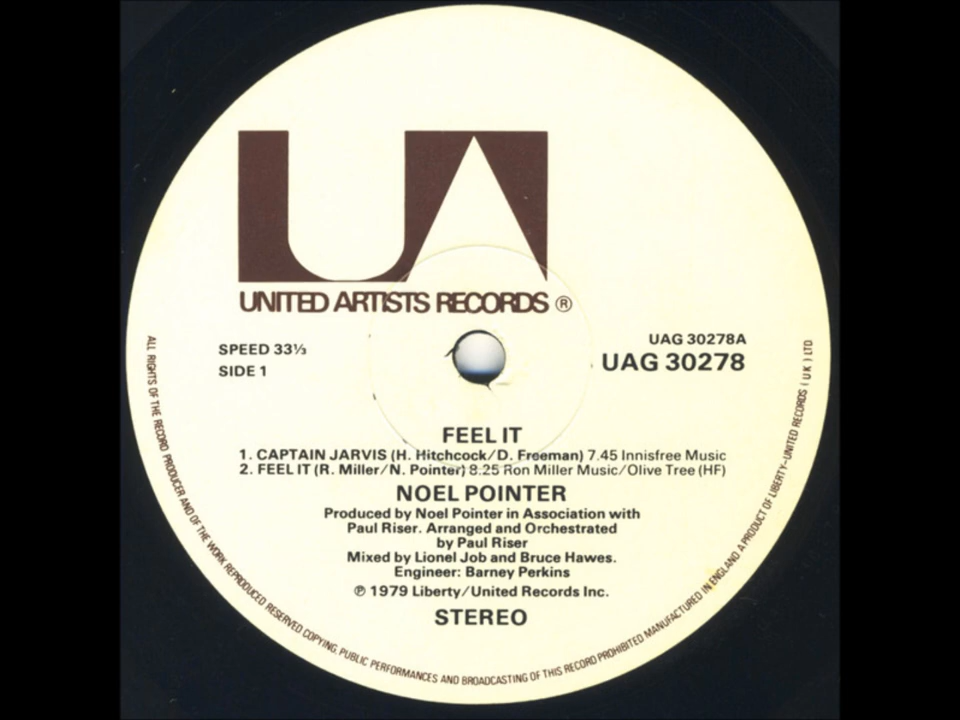 UA
UNITED ARTISTS RECORDS ®
SPEED 33⅓
SIDE 1
UAG 30278A
UAG 30278
FEEL IT
1. CAPTAIN JARVIS (H. Hitchcock/D. Freeman) 7.45 Innisfree Music
2. FEEL IT (R. Miller/N. Pointer) 8.25 Ron Miller Music/Olive Tree (HF)
NOEL POINTER
Produced by Noel Pointer in Association with
Paul Riser. Arranged and Orchestrated
by Paul Riser
Mixed by Lionel Job and Bruce Hawes.
Engineer: Barney Perkins
℗ 1979 Liberty/United Records Inc.
STEREO
ALL RIGHTS OF THE RECORD PRODUCER AND OF THE WORK REPRODUCED RESERVED COPYING, PUBLIC PERFORMANCES AND BROADCASTING OF THIS RECORD PROHIBITED MANUFACTURED IN ENGLAND A PRODUCT OF LIBERTY-UNITED RECORDS (UK) LTD